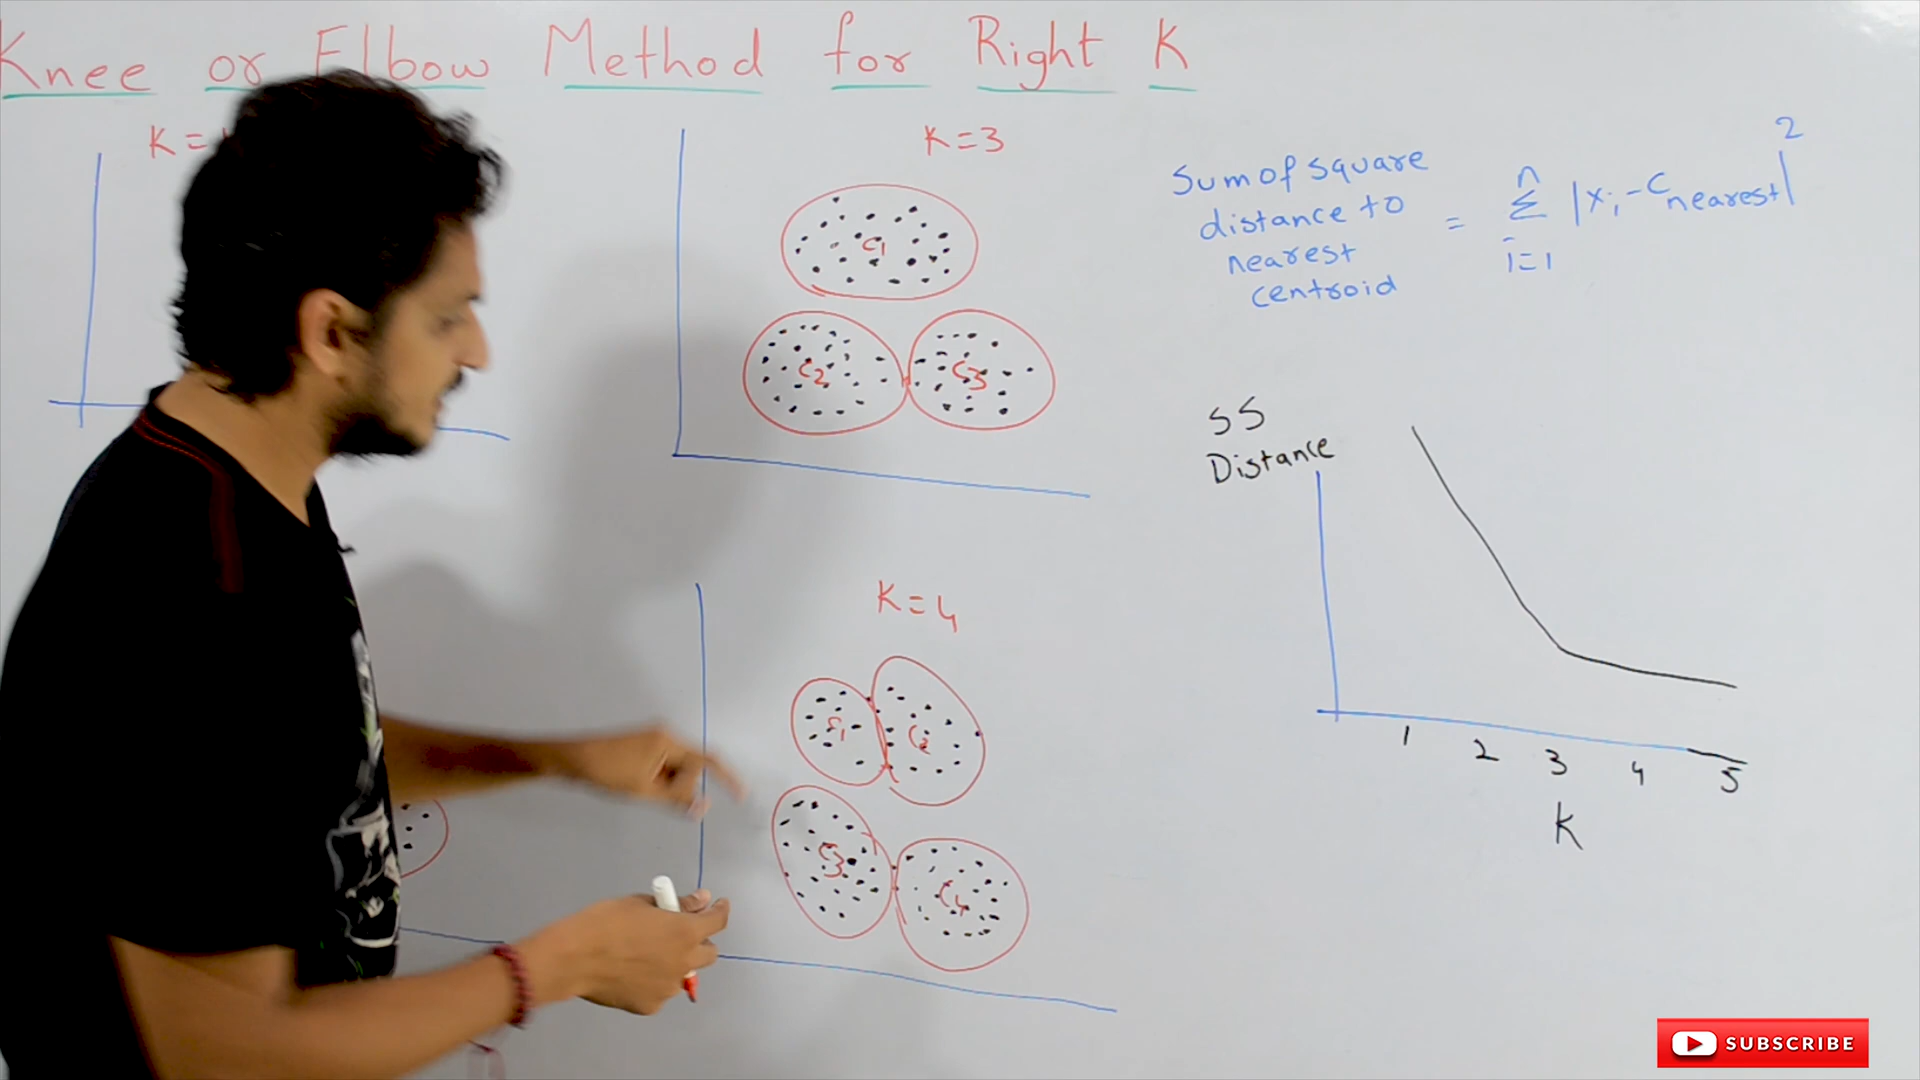 Knee or Elbow Method for Right K
K =
K = 3
C1
C2
C3
Sum of square
distance to
nearest
centroid
= n Σ i=1 |xi - Cnearest|2
SS
Distance
1 2 3 4 5
K
K = 4
C1
C2
C3
C4
SUBSCRIBE